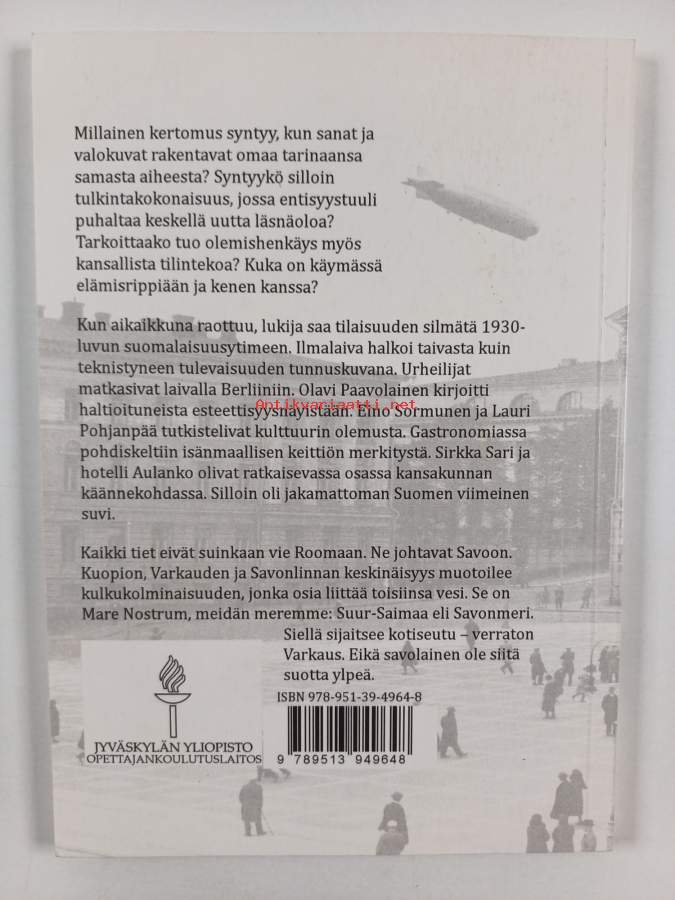 Millainen kertomus syntyy, kun sanat ja
valokuvat rakentavat omaa tarinaansa
samasta aiheesta? Syntyykö silloin
tulkintakokonaisuus, jossa entisyystuuli
puhaltaa keskellä uutta läsnäoloa?
Tarkoittaako tuo olemishenkäys myös
kansallista tilintekoa? Kuka on käymässä
elämisrippiään ja kenen kanssa?
Kun aikaikkuna raottuu, lukija saa tilaisuuden silmätä 1930-
luvun suomalaisuusytimeen. Ilmalaiva halkoi taivasta kuin
teknistyneen tulevaisuuden tunnuskuvana. Urheilijat
matkasivat laivalla Berliiniin. Olavi Paavolainen kirjoitti
Antikvariaatti.net
haltioituneista esteettisyysnäyistään. Eino Sormunen ja Lauri
Pohjanpää tutkistelivat kulttuurin olemusta. Gastronomiassa
pohdiskeltiin isänmaallisen keittiön merkitystä. Sirkka Sari ja
hotelli Aulanko olivat ratkaisevassa osassa kansakunnan
käännekohdassa. Silloin oli jakamattoman Suomen viimeinen
suvi.
Kaikki tiet eivät suinkaan vie Roomaan. Ne johtavat Savoon.
Kuopion, Varkauden ja Savonlinnan keskinäisyys muotoilee
kulkukolminaisuuden, jonka osia liittää toisiinsa vesi. Se on
Mare Nostrum, meidän meremme: Suur-Saimaa eli Savonmeri.
Siellä sijaitsee kotiseutu – verraton
Varkaus. Eikä savolainen ole siitä
suotta ylpeä.
ISBN 978-951-39-4964-8
JYVÄSKYLÄN YLIOPISTO
OPETTAJANKOULUTUSLAITOS
9 789513 949648